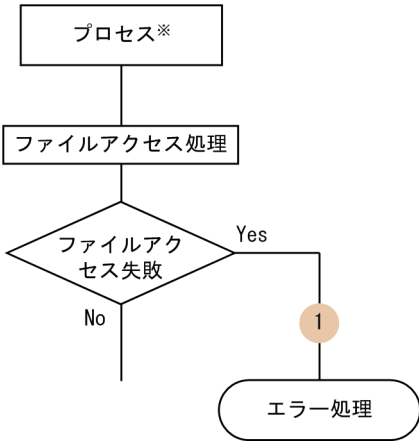 プロセス※
ファイルアクセス処理
ファイルアク
セス失敗
Yes
No
1
エラー処理